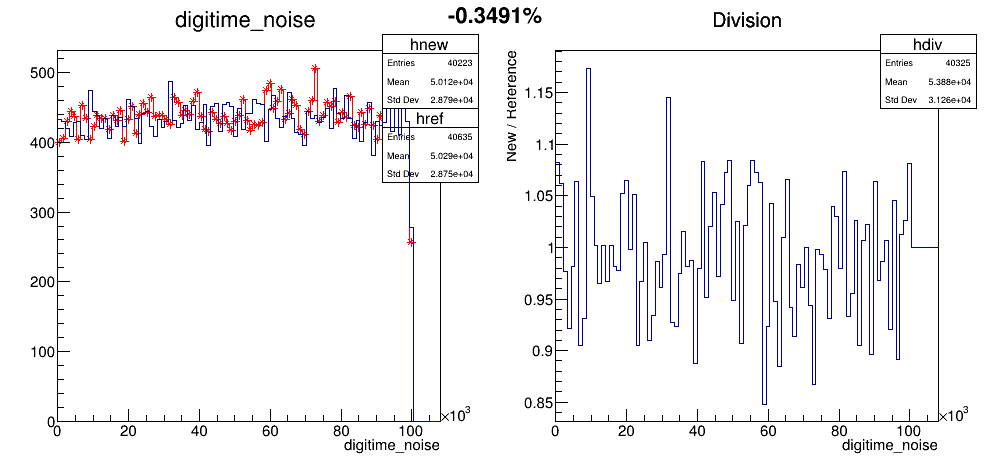 digitime_noise
-0.3491%
Division
hnew
Entries 40223
Mean 5.012e+04
Std Dev 2.879e+04
href
Entries 40635
Mean 5.029e+04
Std Dev 2.875e+04
500
400
300
200
100
0
0 20 40 60 80 100 ×10³
digitime_noise
hdiv
Entries 40325
Mean 5.388e+04
Std Dev 3.126e+04
New / Reference
1.15
1.1
1.05
1
0.95
0.9
0.85
0 20 40 60 80 100 ×10³
digitime_noise